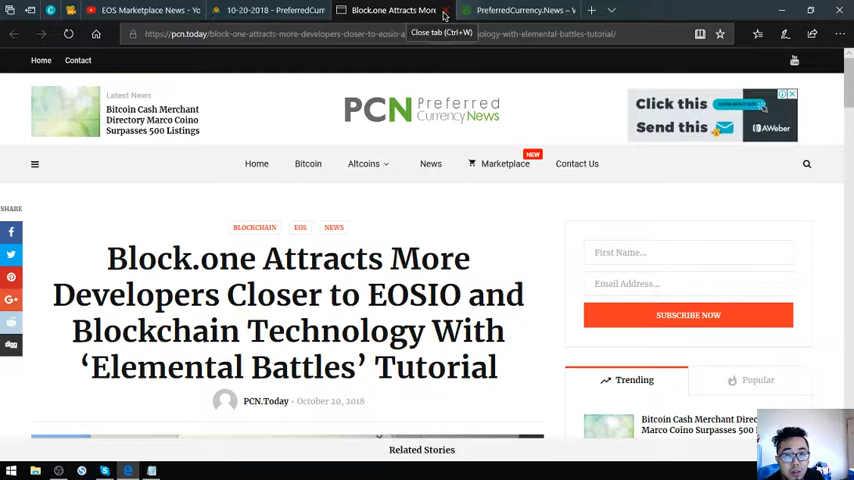 EOS Marketplace News - Yo
10-20-2018 - PreferredCurr
Block.one Attracts More
PreferredCurrency.News – W
https://pcn.today/block-one-attracts-more-developers-closer-to-eosio-a
nology-with-elemental-battles-tutorial/
Close tab (Ctrl+W)
Home
Contact
Latest News
Bitcoin Cash Merchant
Directory Marco Coino
Surpasses 500 Listings
PCN Preferred
Currency News
Click this
Send this
AWeber
Home
Bitcoin
Altcoins
News
Marketplace
NEW
Contact Us
SHARE
BLOCKCHAIN
EOS
NEWS
Block.one Attracts More
Developers Closer to EOSIO and
Blockchain Technology With
‘Elemental Battles’ Tutorial
PCN.Today - October 20, 2018
First Name...
Email Address...
SUBSCRIBE NOW
Trending
Popular
Bitcoin Cash Merchant Direc
Marco Coino Surpasses 500
Related Stories
digg